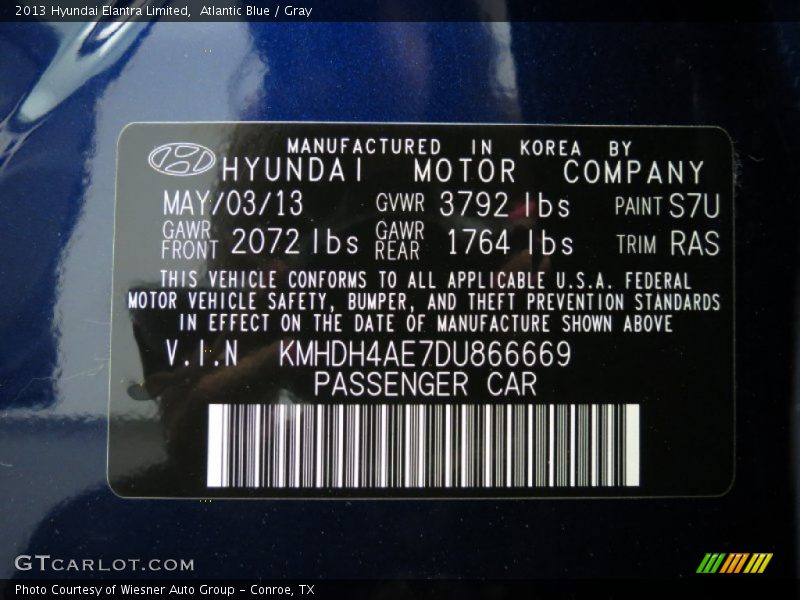 2013 Hyundai Elantra Limited,  Atlantic Blue / Gray
MANUFACTURED IN KOREA BY
HYUNDAI MOTOR COMPANY
MAY/03/13 GVWR 3792 lbs PAINT S7U
GAWR FRONT 2072 lbs GAWR REAR 1764 lbs TRIM RAS
THIS VEHICLE CONFORMS TO ALL APPLICABLE U.S.A. FEDERAL
MOTOR VEHICLE SAFETY, BUMPER, AND THEFT PREVENTION STANDARDS
IN EFFECT ON THE DATE OF MANUFACTURE SHOWN ABOVE
V.I.N KMHDH4AE7DU866669
PASSENGER CAR
GTCARLOT.COM
Photo Courtesy of Wiesner Auto Group - Conroe, TX